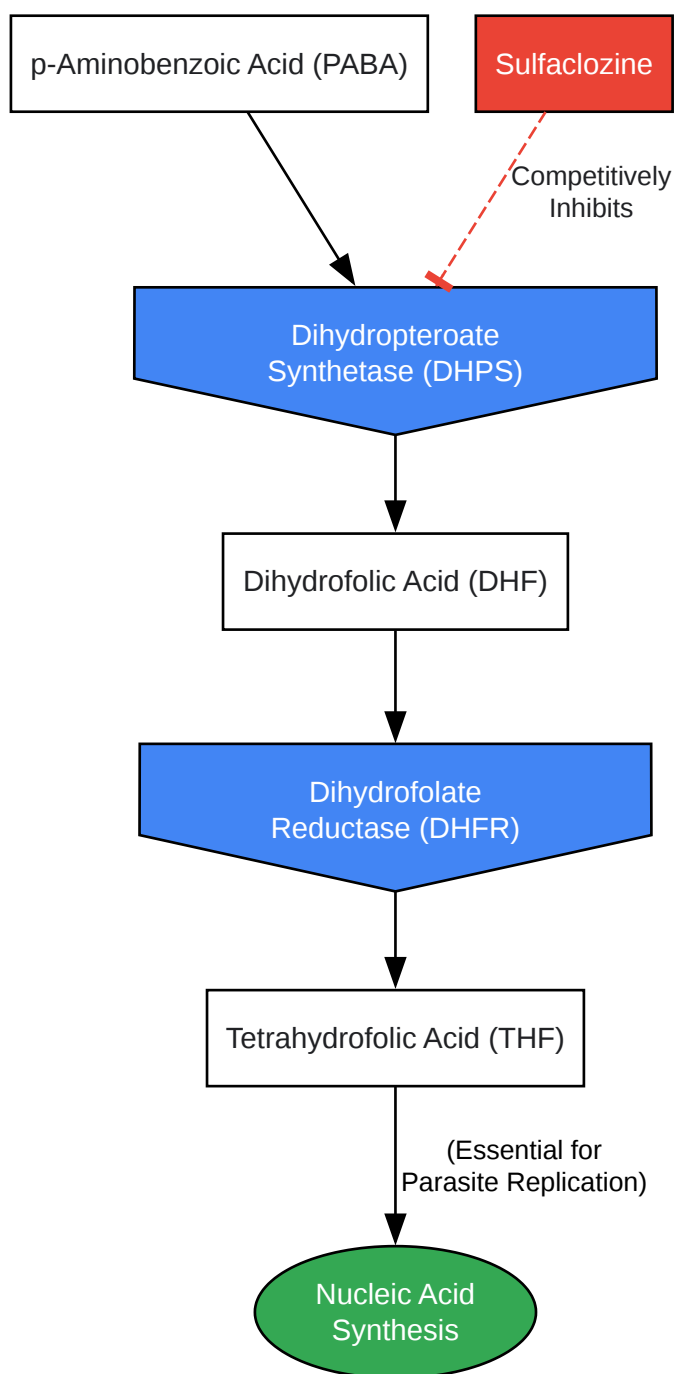 p-Aminobenzoic Acid (PABA)
Sulfaclozine
Competitively
Inhibits
Dihydropteroate
Synthetase (DHPS)
Dihydrofolic Acid (DHF)
Dihydrofolate
Reductase (DHFR)
Tetrahydrofolic Acid (THF)
(Essential for
Parasite Replication)
Nucleic Acid
Synthesis